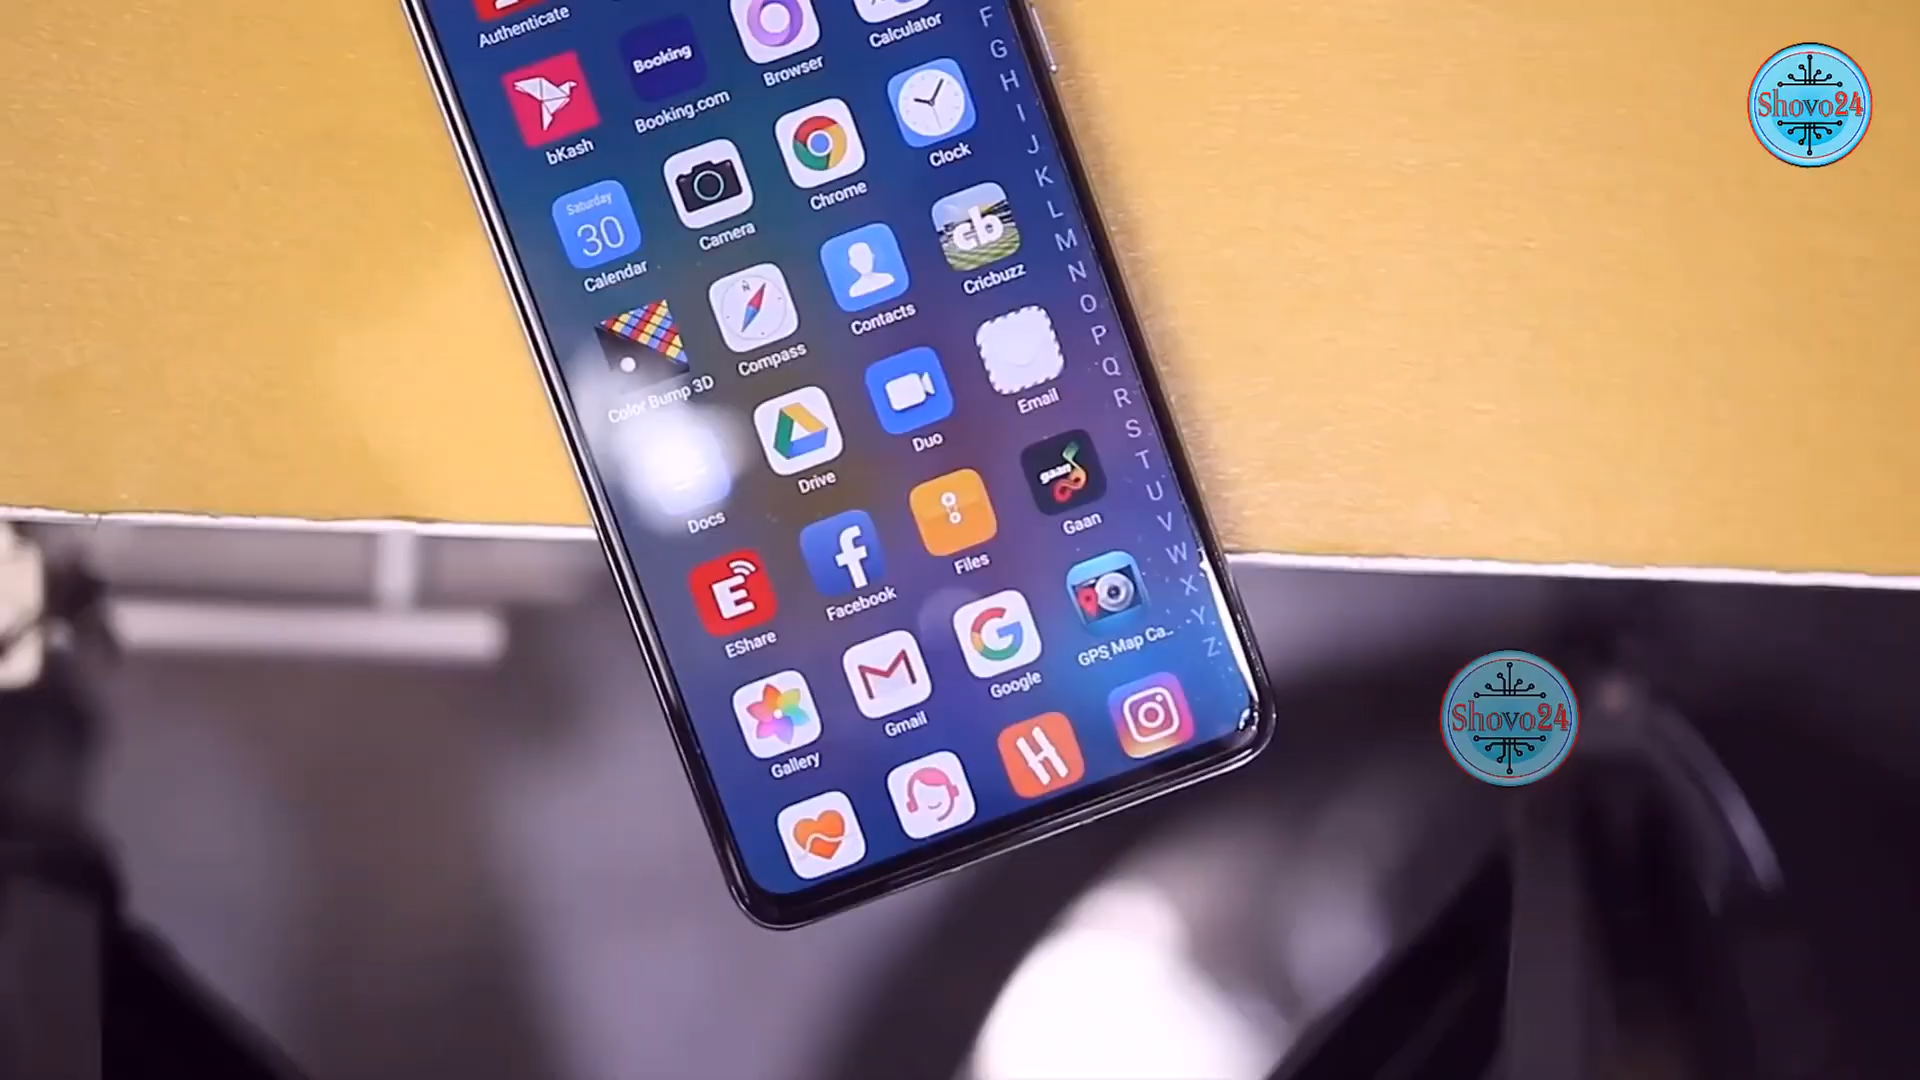 Authenticate
bKash
Booking
Booking.com
Browser
Calculator
Saturday
30
Calendar
Camera
Chrome
Clock
Color Bump 3D
N
Compass
Contacts
cb
Cricbuzz
Docs
Drive
Duo
Email
E
EShare
f
Facebook
Files
gaan
Gaan
Gallery
M
Gmail
G
Google
GPS Map Ca...
H
F
G
H
I
J
K
L
M
N
O
P
Q
R
S
T
U
V
W
X
Y
Z
Shovo24
Shovo24